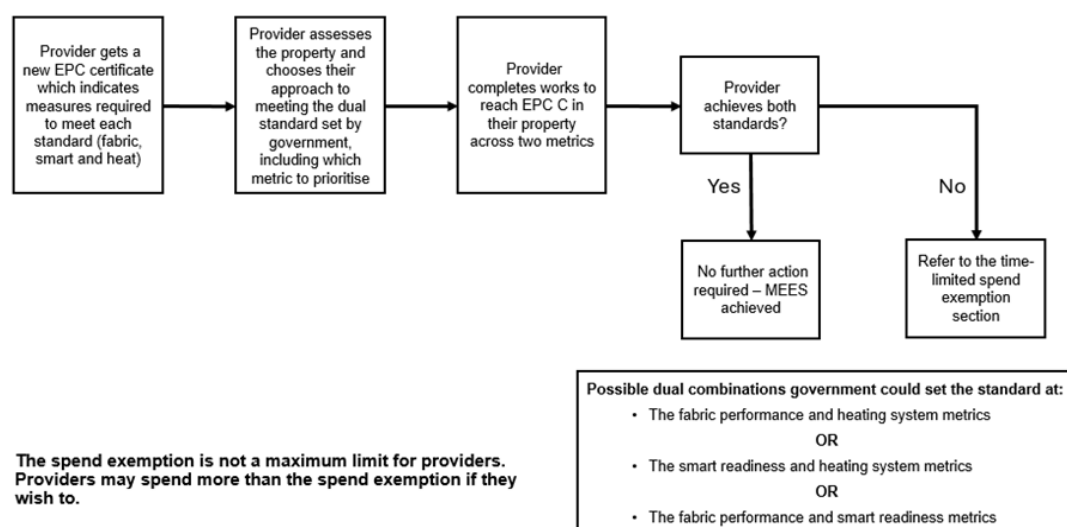 Provider gets a
new EPC certificate
which indicates
measures required
to meet each
standard (fabric,
smart and heat)
Provider assesses
the property and
chooses their
approach to
meeting the dual
standard set by
government,
including which
metric to prioritise
Provider
completes works to
reach EPC C in
their property
across two metrics
Provider
achieves both
standards?
Yes
No
No further action
required – MEES
achieved
Refer to the time-
limited spend
exemption
section
Possible dual combinations government could set the standard at:
• The fabric performance and heating system metrics
OR
• The smart readiness and heating system metrics
OR
• The fabric performance and smart readiness metrics
The spend exemption is not a maximum limit for providers.
Providers may spend more than the spend exemption if they
wish to.